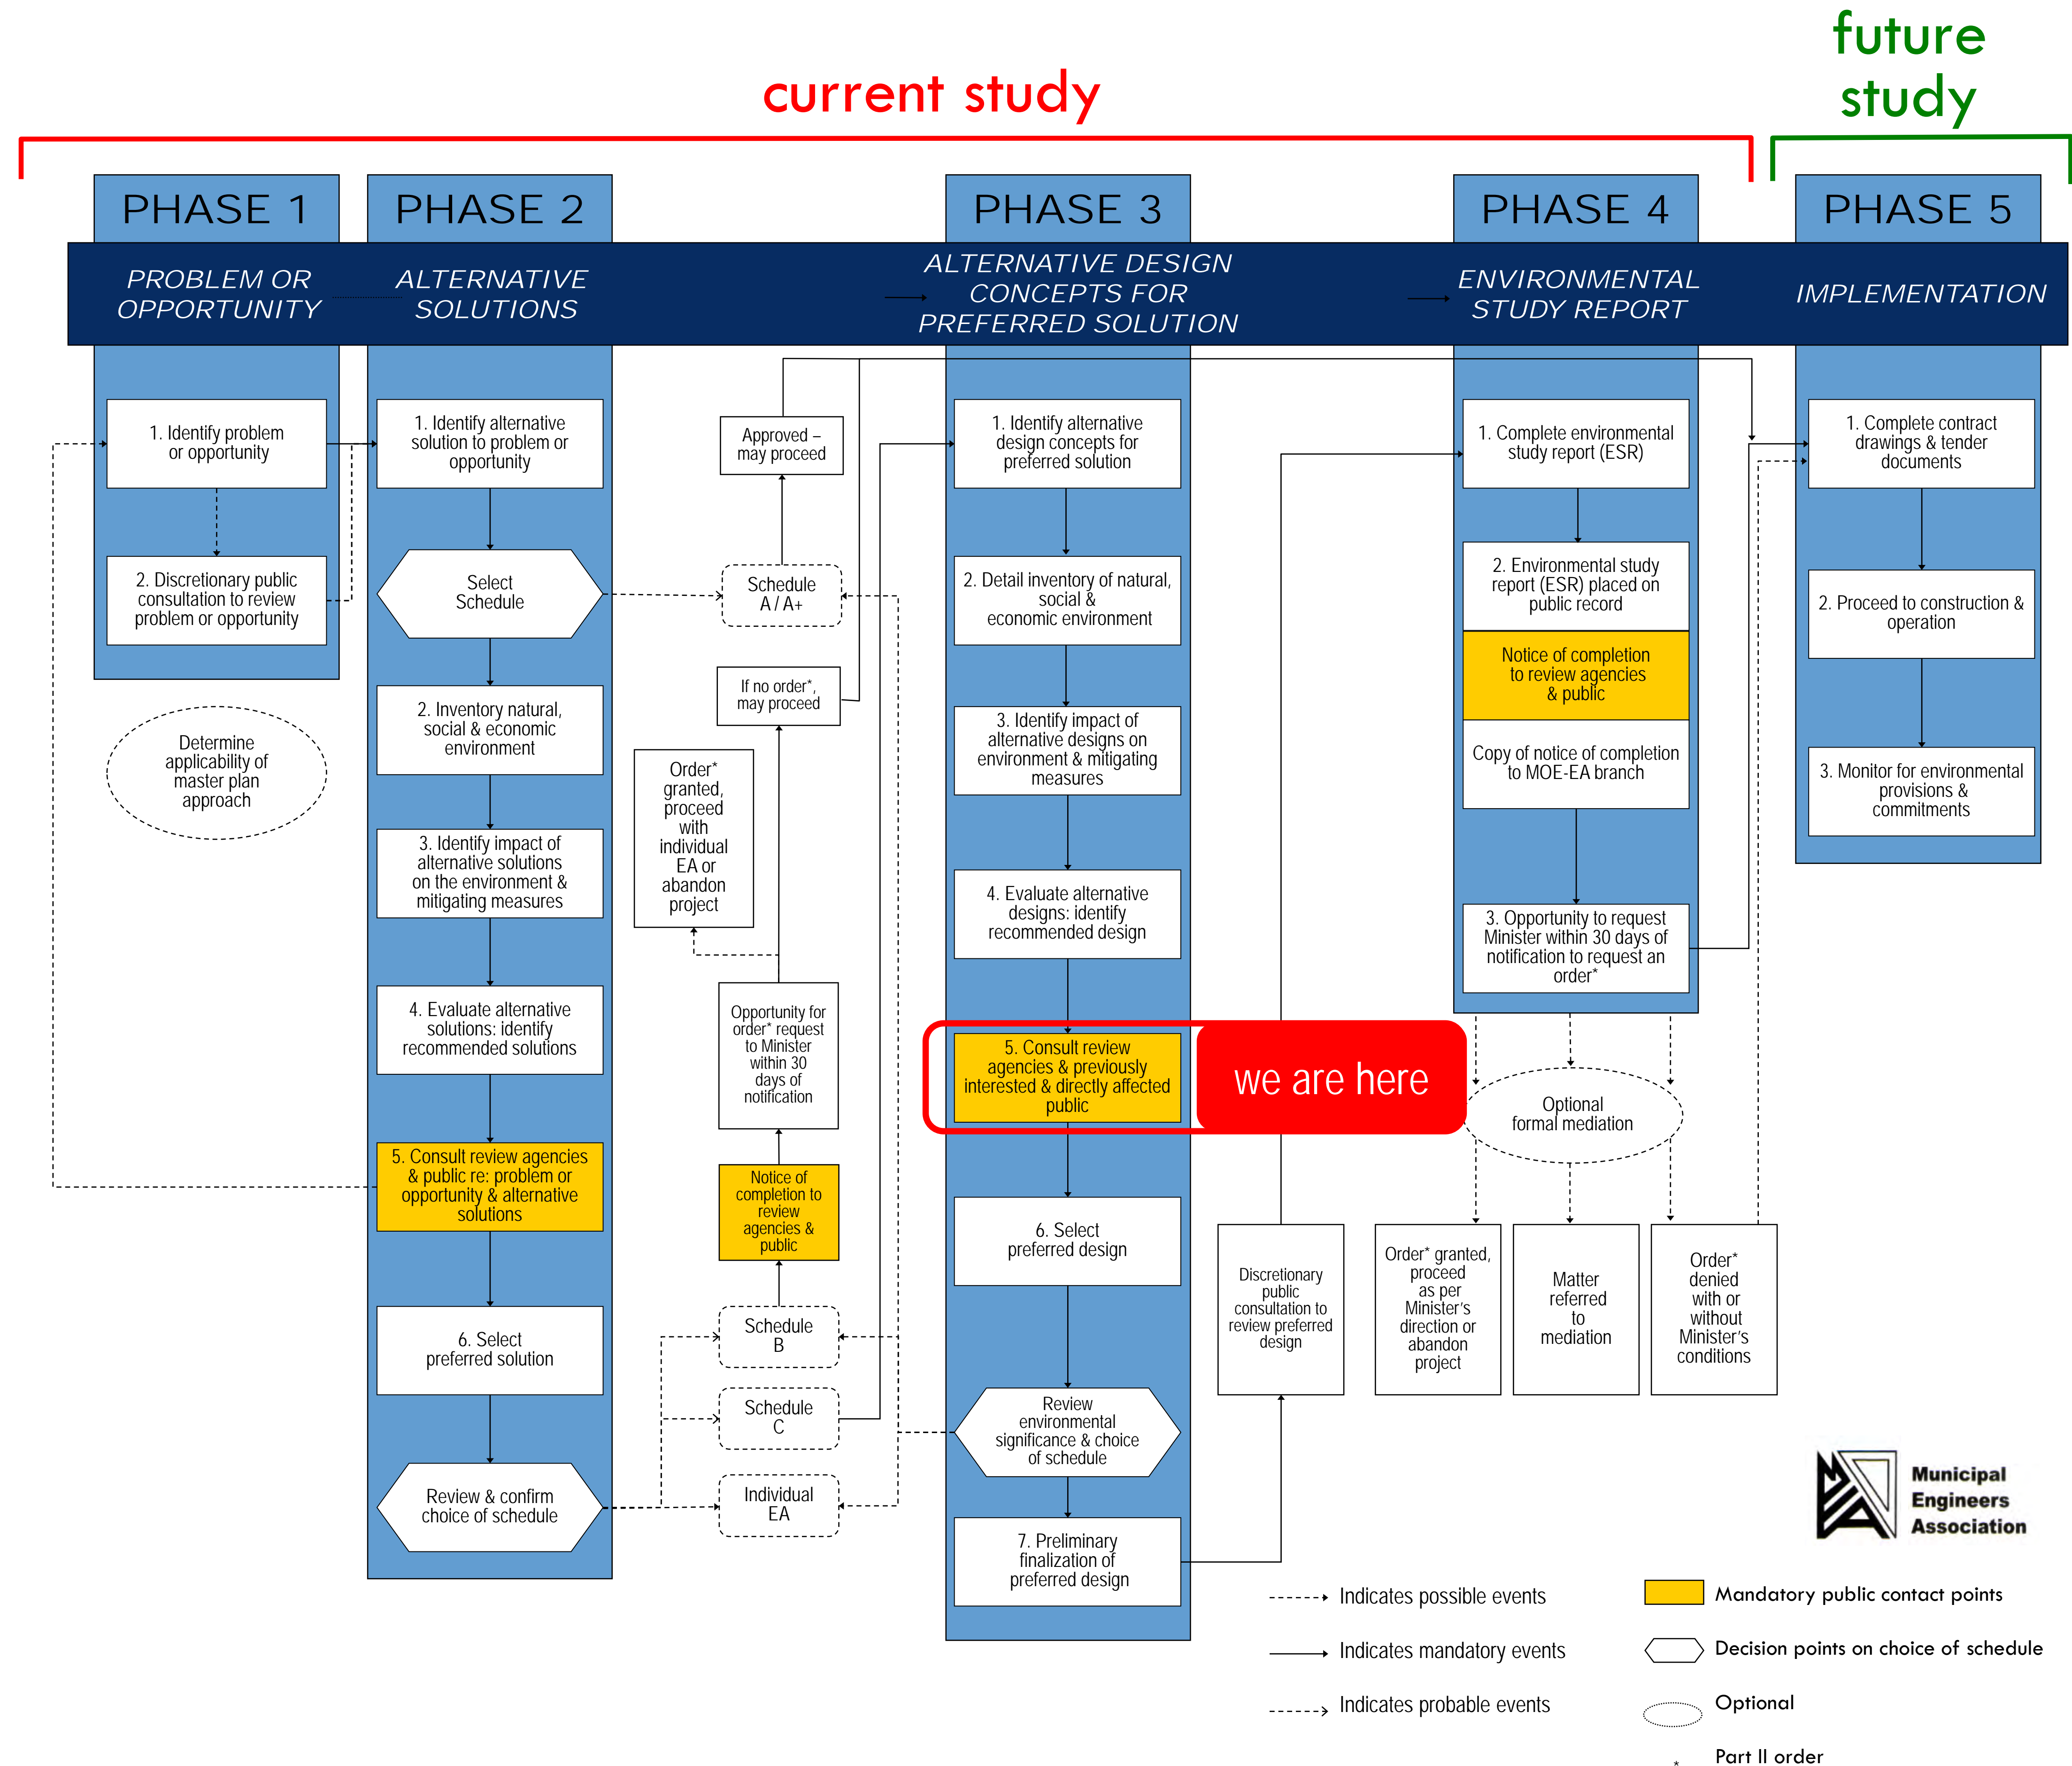 future
study
current study
PHASE 1
PHASE 2
PHASE 3
PHASE 4
PHASE 5
PROBLEM OR
OPPORTUNITY
ALTERNATIVE
SOLUTIONS
ALTERNATIVE DESIGN
CONCEPTS FOR
PREFERRED SOLUTION
ENVIRONMENTAL
STUDY REPORT
IMPLEMENTATION
1. Identify problem
or opportunity
2. Discretionary public
consultation to review
problem or opportunity
Determine
applicability of
master plan
approach
1. Identify alternative
solution to problem or
opportunity
Select
Schedule
2. Inventory natural,
social & economic
environment
3. Identify impact of
alternative solutions
on the environment &
mitigating measures
4. Evaluate alternative
solutions: identify
recommended solutions
5. Consult review agencies
& public re: problem or
opportunity & alternative
solutions
6. Select
preferred solution
Review & confirm
choice of schedule
Approved –
may proceed
Schedule
A / A+
If no order*,
may proceed
Order*
granted,
proceed
with
individual
EA or
abandon
project
Opportunity for
order* request
to Minister
within 30
days of
notification
Notice of
completion to
review
agencies &
public
Schedule
B
Schedule
C
Individual
EA
1. Identify alternative
design concepts for
preferred solution
2. Detail inventory of natural,
social &
economic environment
3. Identify impact of
alternative designs on
environment & mitigating
measures
4. Evaluate alternative
designs: identify
recommended design
5. Consult review
agencies & previously
interested & directly affected
public
we are here
6. Select
preferred design
Review
environmental
significance & choice
of schedule
7. Preliminary
finalization of
preferred design
Discretionary
public
consultation to
review preferred
design
1. Complete environmental
study report (ESR)
2. Environmental study
report (ESR) placed on
public record
Notice of completion
to review agencies
& public
Copy of notice of completion
to MOE-EA branch
3. Opportunity to request
Minister within 30 days of
notification to request an
order*
Optional
formal mediation
Order* granted,
proceed
as per
Minister's
direction or
abandon
project
Matter
referred
to
mediation
Order*
denied
with or
without
Minister's
conditions
1. Complete contract
drawings & tender
documents
2. Proceed to construction &
operation
3. Monitor for environmental
provisions &
commitments
Municipal
Engineers
Association
Indicates possible events
Indicates mandatory events
Indicates probable events
Mandatory public contact points
Decision points on choice of schedule
Optional
* Part II order